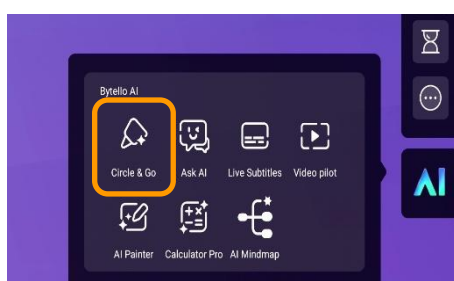 Bytello AI
Circle & Go Ask AI Live Subtitles Video pilot
AI Painter Calculator Pro AI Mindmap
AI